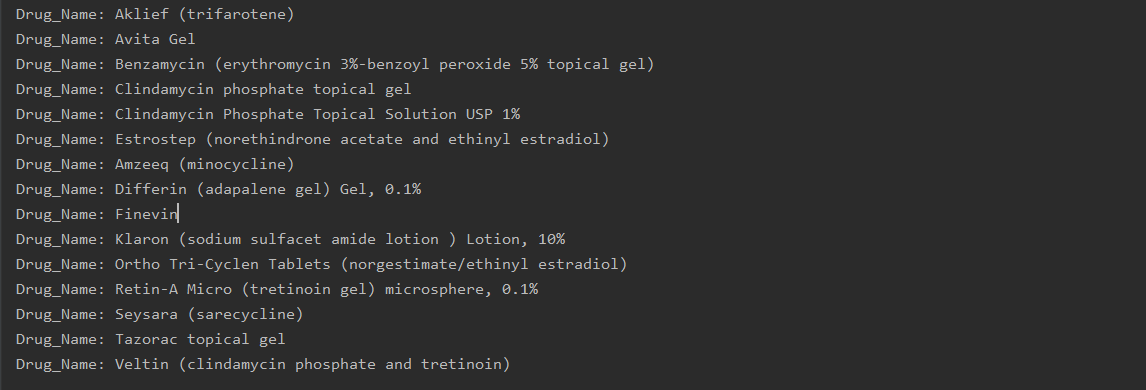 Drug_Name: Aklief (trifarotene)
Drug_Name: Avita Gel
Drug_Name: Benzamycin (erythromycin 3%-benzoyl peroxide 5% topical gel)
Drug_Name: Clindamycin phosphate topical gel
Drug_Name: Clindamycin Phosphate Topical Solution USP 1%
Drug_Name: Estrostep (norethindrone acetate and ethinyl estradiol)
Drug_Name: Amzeeq (minocycline)
Drug_Name: Differin (adapalene gel) Gel, 0.1%
Drug_Name: Finevin
Drug_Name: Klaron (sodium sulfacet amide lotion ) Lotion, 10%
Drug_Name: Ortho Tri-Cyclen Tablets (norgestimate/ethinyl estradiol)
Drug_Name: Retin-A Micro (tretinoin gel) microsphere, 0.1%
Drug_Name: Seysara (sarecycline)
Drug_Name: Tazorac topical gel
Drug_Name: Veltin (clindamycin phosphate and tretinoin)